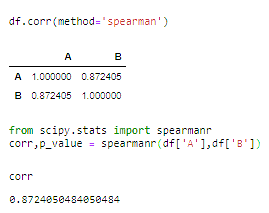 df.corr(method='spearman')
A B
A 1.000000 0.872405
B 0.872405 1.000000
from scipy.stats import spearmanr
corr,p_value = spearmanr(df['A'],df['B'])
corr
0.8724050484050484